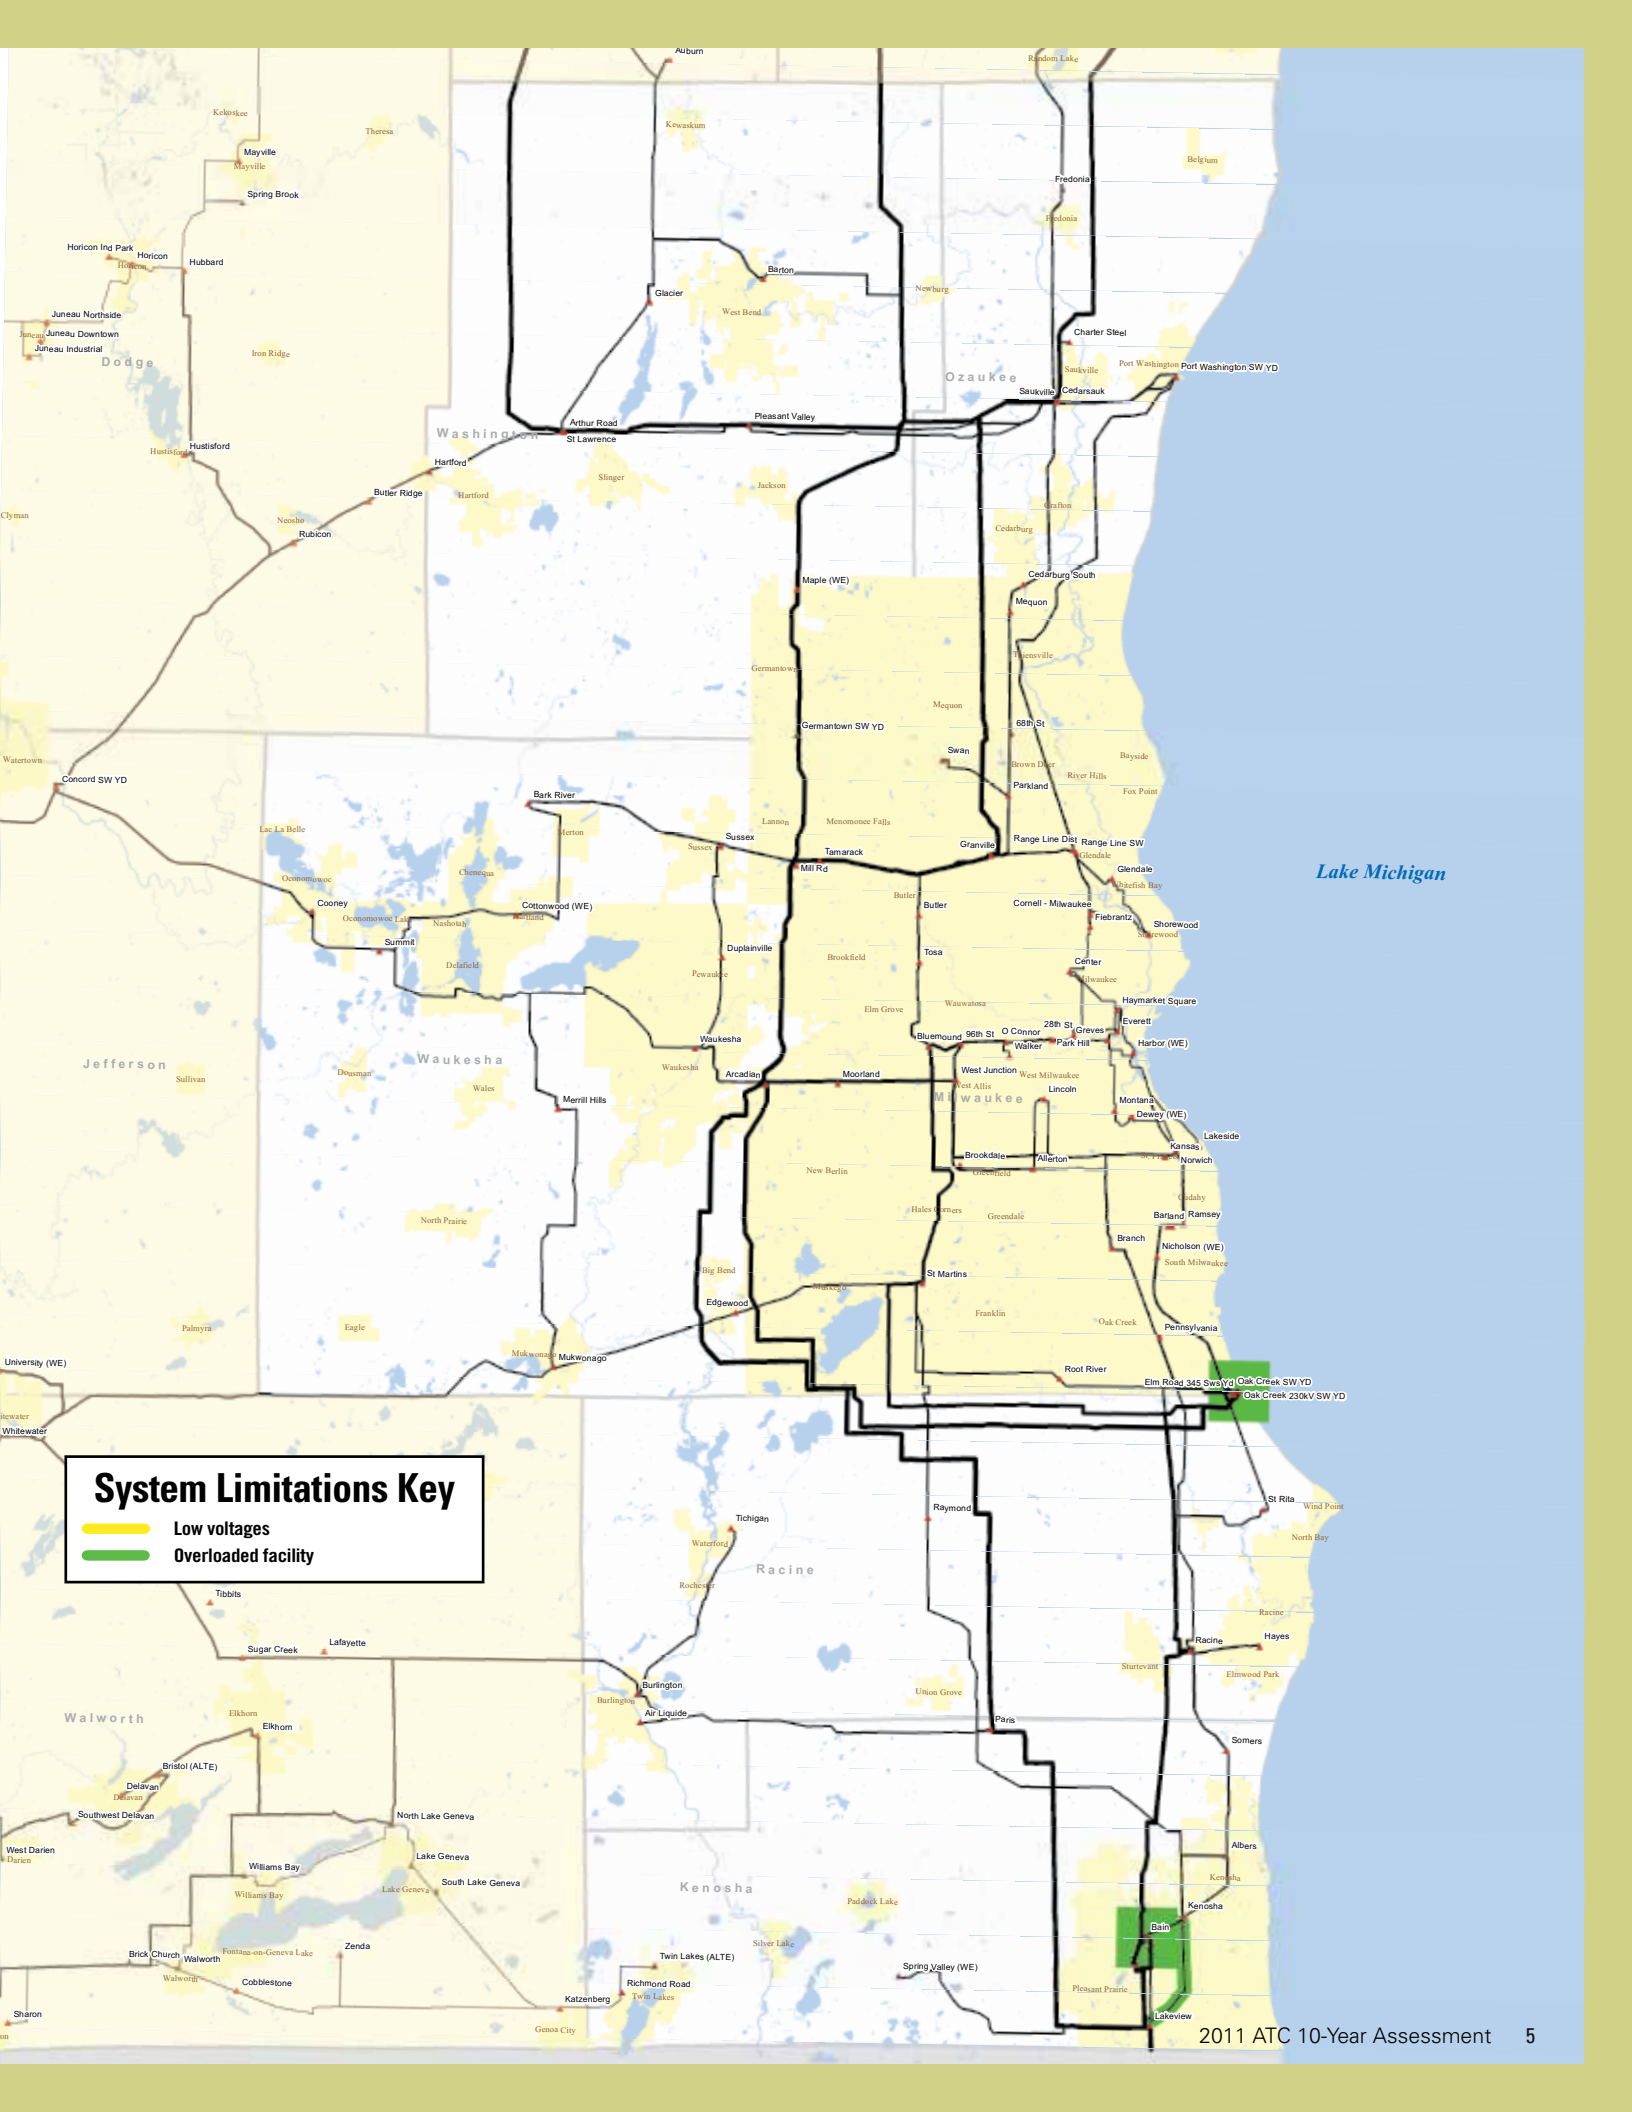 Auburn
Random Lake
Kekoskee
Theresa
Kewaskum
Mayville
Mayville
Belgium
Spring Brook
Fredonia
Fredonia
Horicon Ind Park
Horicon
Horicon
Hubbard
Barton
Glacier
Newburg
West Bend
Juneau Northside
Juneau
Juneau Downtown
Juneau Industrial
Dodge
Iron Ridge
Charter Steel
Saukville
Port Washington
Port Washington SW YD
Ozaukee
Saukville
Cedarsauk
Pleasant Valley
Arthur Road
St Lawrence
Washington
Hustisford
Hustisford
Hartford
Hartford
Slinger
Jackson
Butler Ridge
Clyman
Neosho
Rubicon
Grafton
Cedarburg
Cedarburg South
Maple (WE)
Mequon
Thiensville
Germantown
Mequon
Germantown SW YD
68th St
Swan
Bayside
Watertown
Brown Deer
River Hills
Concord SW YD
Parkland
Fox Point
Bark River
Lac La Belle
Merton
Lannon
Menomonee Falls
Sussex
Sussex
Tamarack
Granville
Range Line Dist
Range Line SW
Glendale
Mill Rd
Glendale
Whitefish Bay
Lake Michigan
Chenequa
Oconomowoc
Cooney
Cottonwood (WE)
Hartland
Butler
Butler
Cornell - Milwaukee
Fiebrantz
Shorewood
Shorewood
Oconomowoc Lake
Nashotah
Summit
Delafield
Duplainville
Pewaukee
Brookfield
Tosa
Center
Milwaukee
Elm Grove
Wauwatosa
Haymarket Square
Everett
Bluemound
96th St
O Connor
28th St
Greves
Walker
Park Hill
Harbor (WE)
Waukesha
Waukesha
Waukesha
Jefferson
Sullivan
Dousman
Wales
Arcadian
Moorland
West Junction
West Milwaukee
West Allis
Lincoln
Milwaukee
Merrill Hills
Montana
Dewey (WE)
Lakeside
Kansas
Norwich
Brookdale
Allerton
Greenfield
New Berlin
Cudahy
North Prairie
Hales Corners
Greendale
Barland
Ramsey
Branch
Nicholson (WE)
South Milwaukee
Big Bend
St Martins
Muskego
Edgewood
Franklin
Oak Creek
Pennsylvania
Palmyra
Eagle
Mukwonago
Mukwonago
University (WE)
Root River
Elm Road 345 Sws Yd
Oak Creek SW YD
Oak Creek 230kV SW YD
itewater
Whitewater
System Limitations Key
Low voltages
Overloaded facility
St Rita
Wind Point
Raymond
Tichigan
North Bay
Waterford
Racine
Rochester
Tibbits
Racine
Sugar Creek
Lafayette
Racine
Hayes
Sturtevant
Elmwood Park
Burlington
Burlington
Union Grove
Air Liquide
Paris
Walworth
Elkhorn
Elkhorn
Somers
Bristol (ALTE)
Delavan
Delavan
Southwest Delavan
North Lake Geneva
West Darien
Darien
Albers
Lake Geneva
Williams Bay
South Lake Geneva
Lake Geneva
Williams Bay
Kenosha
Kenosha
Paddock Lake
Kenosha
Bain
Silver Lake
Zenda
Fontana-on-Geneva Lake
Brick Church
Walworth
Walworth
Cobblestone
Twin Lakes (ALTE)
Spring Valley (WE)
Richmond Road
Twin Lakes
Pleasant Prairie
Katzenberg
Sharon
on
Genoa City
Lakeview
2011 ATC 10-Year Assessment 5